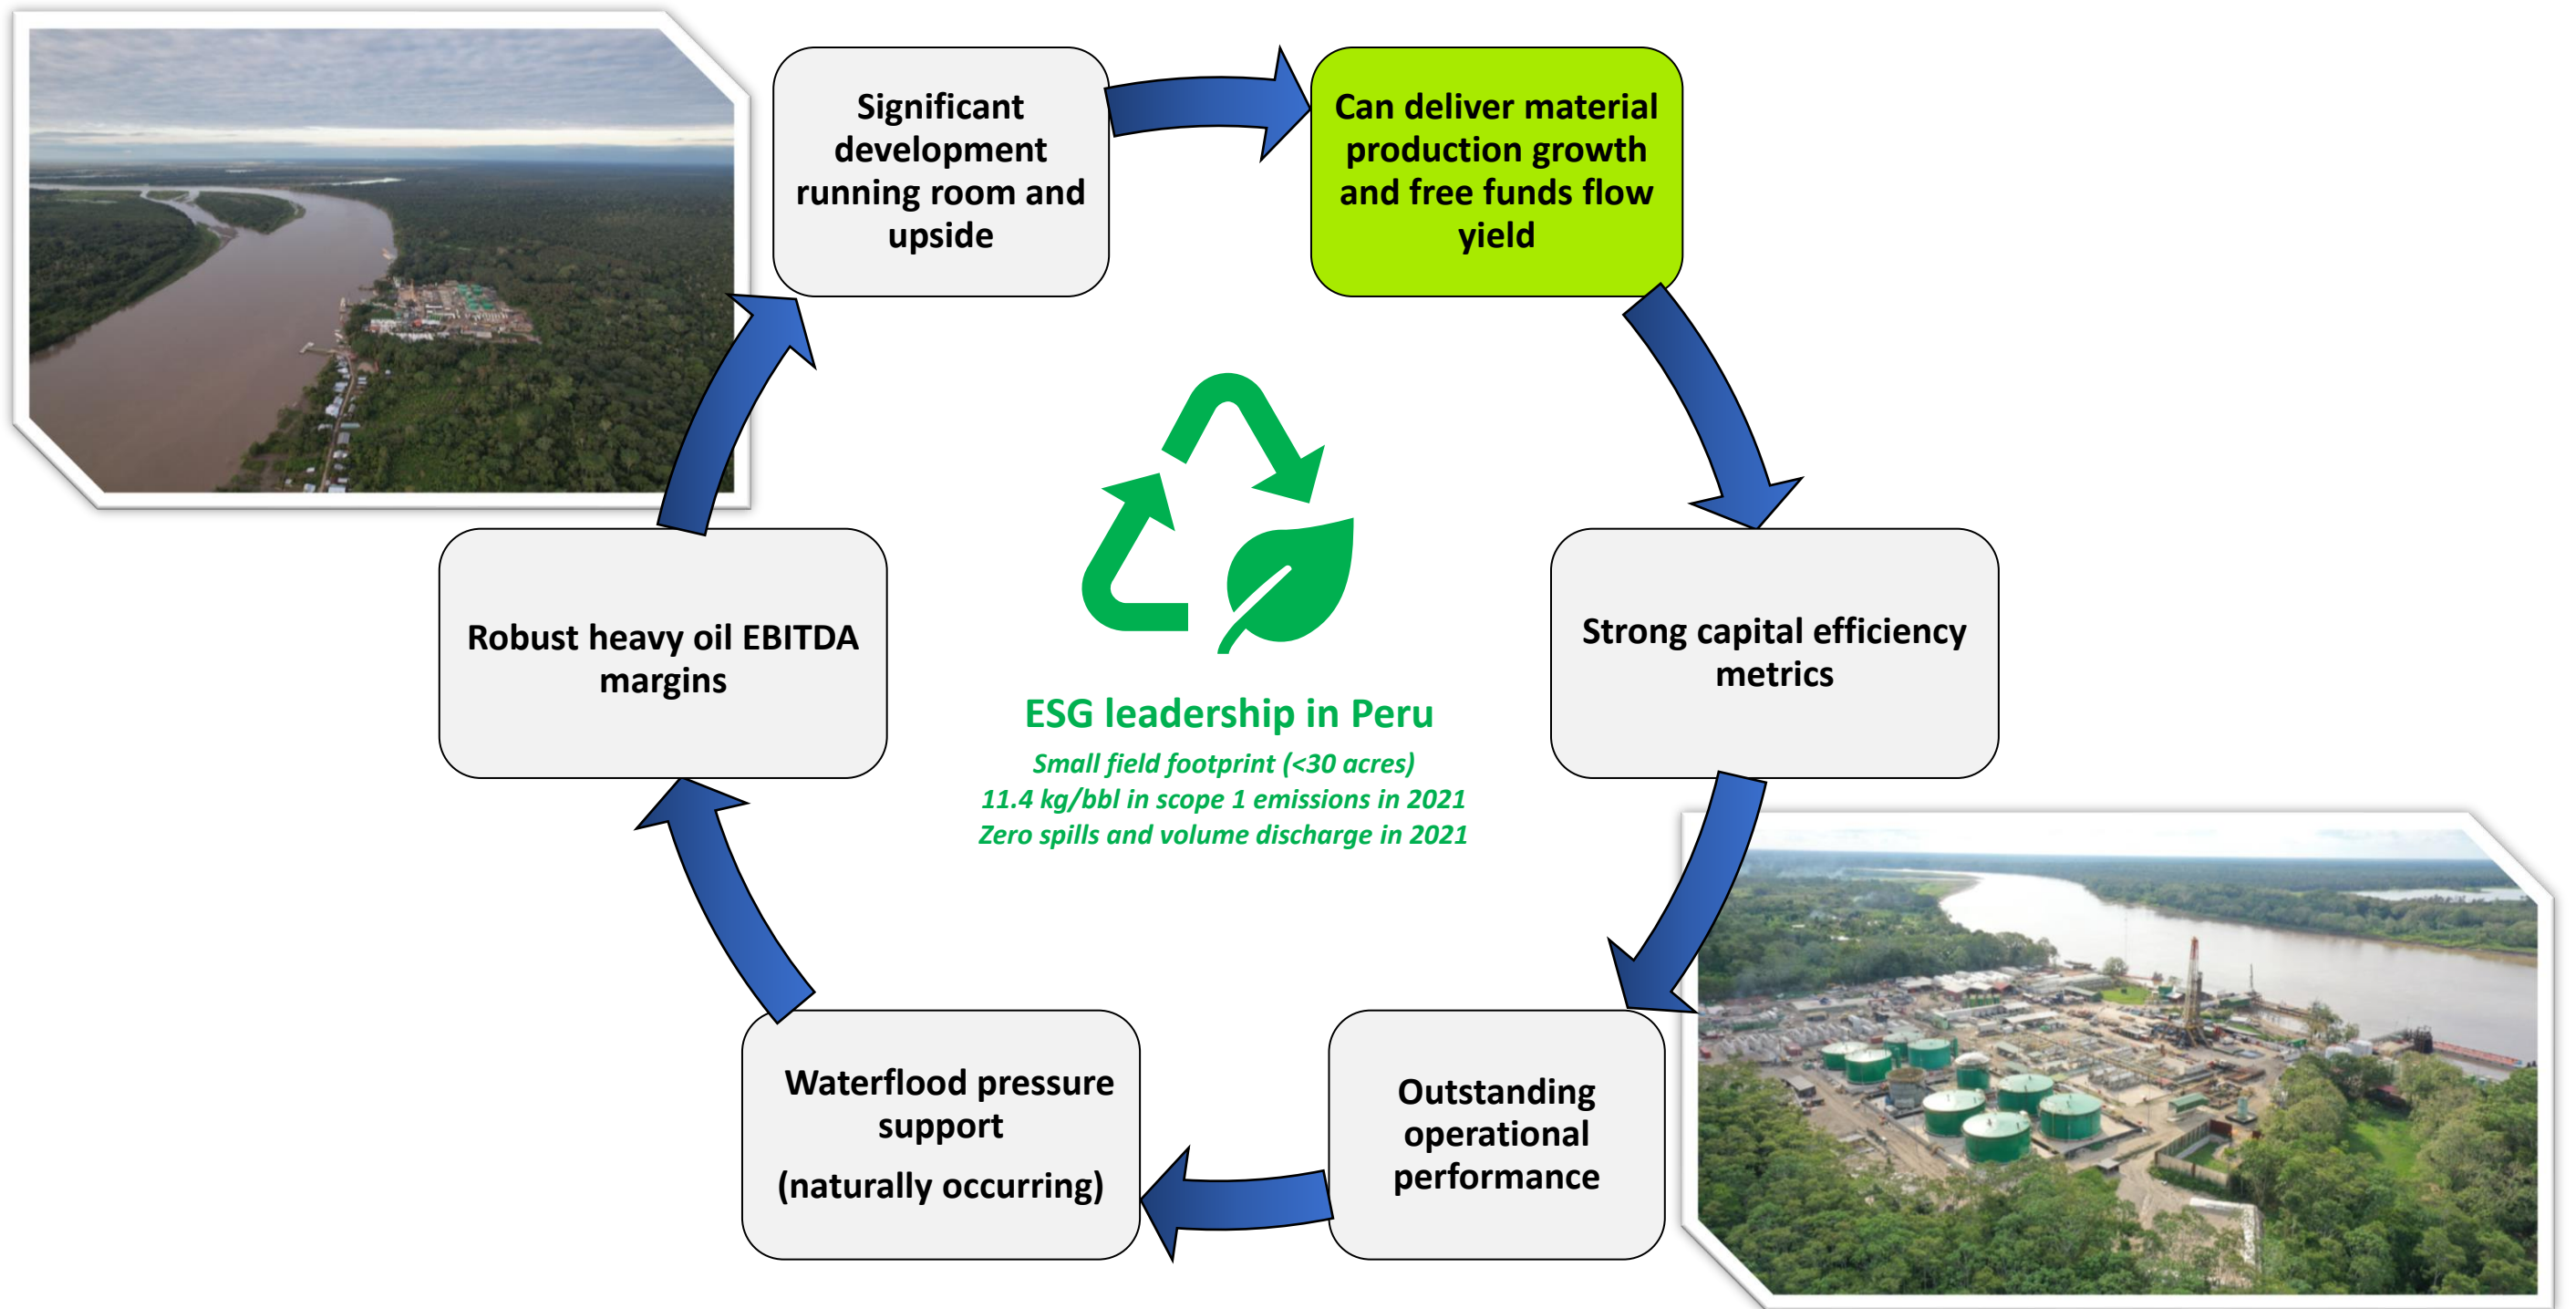 Significant
development
running room and
upside
Can deliver material
production growth
and free funds flow
yield
Strong capital efficiency
metrics
Outstanding
operational
performance
Waterflood pressure
support
(naturally occurring)
Robust heavy oil EBITDA
margins
ESG leadership in Peru
Small field footprint (<30 acres)
11.4 kg/bbl in scope 1 emissions in 2021
Zero spills and volume discharge in 2021